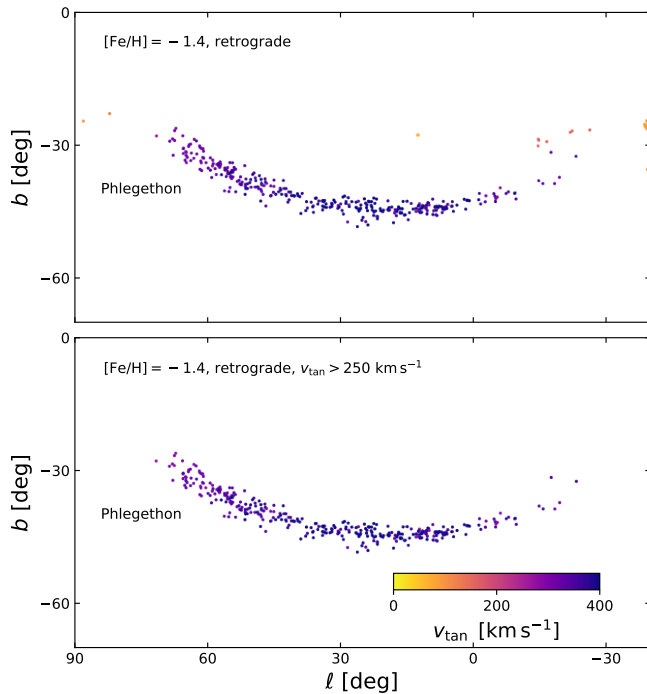 0
[Fe/H] = − 1.4, retrograde
−30
b [deg]
Phlegethon
−60
0
[Fe/H] = − 1.4, retrograde, v_tan > 250 km s⁻¹
−30
b [deg]
Phlegethon
−60
0 200 400
v_tan [km s⁻¹]
90 60 30 0 −30
ℓ [deg]